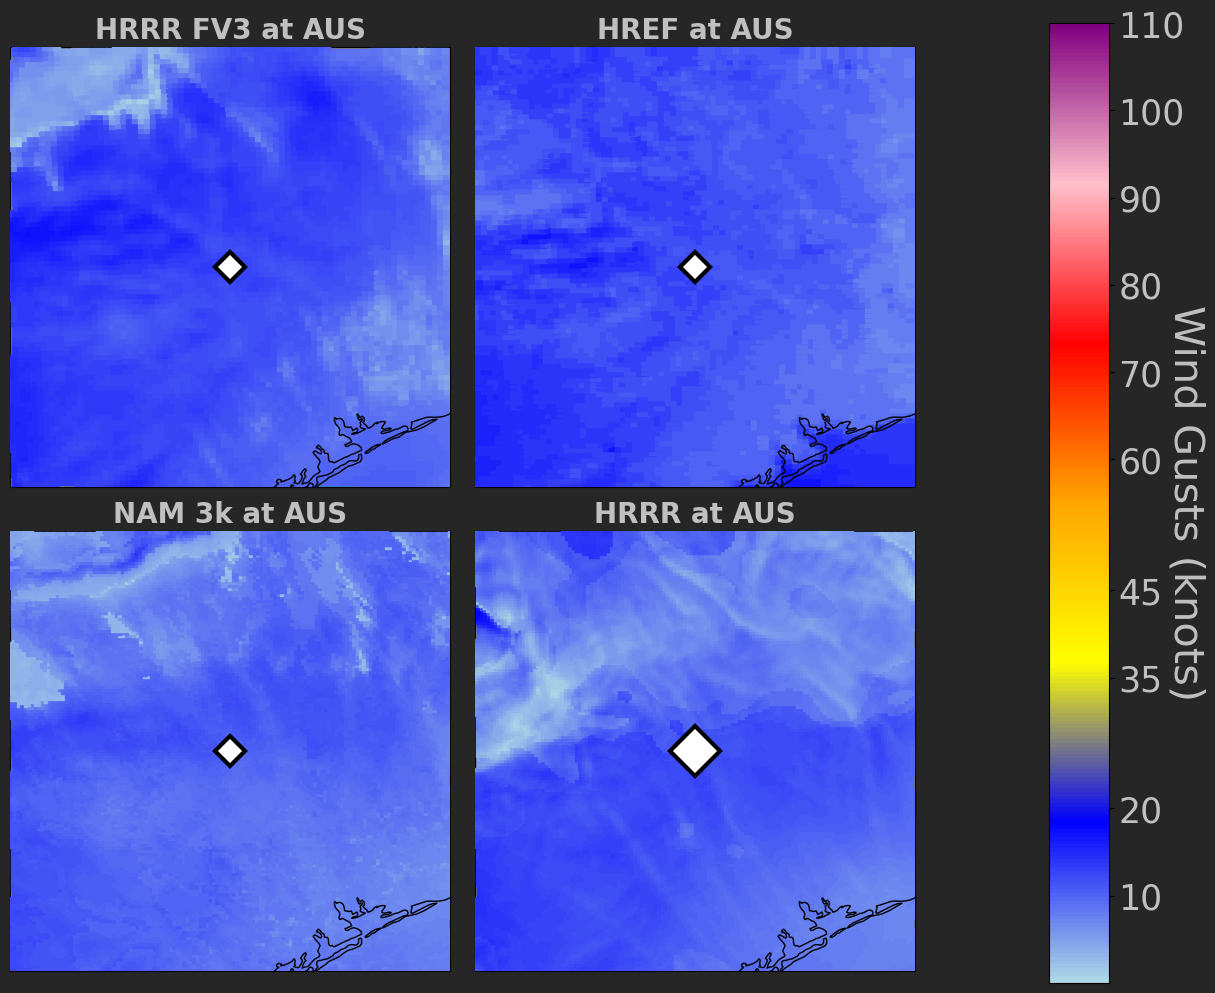 HRRR FV3 at AUS
HREF at AUS
NAM 3k at AUS
HRRR at AUS
110
100
90
80
70
60
45
35
20
10
Wind Gusts (knots)